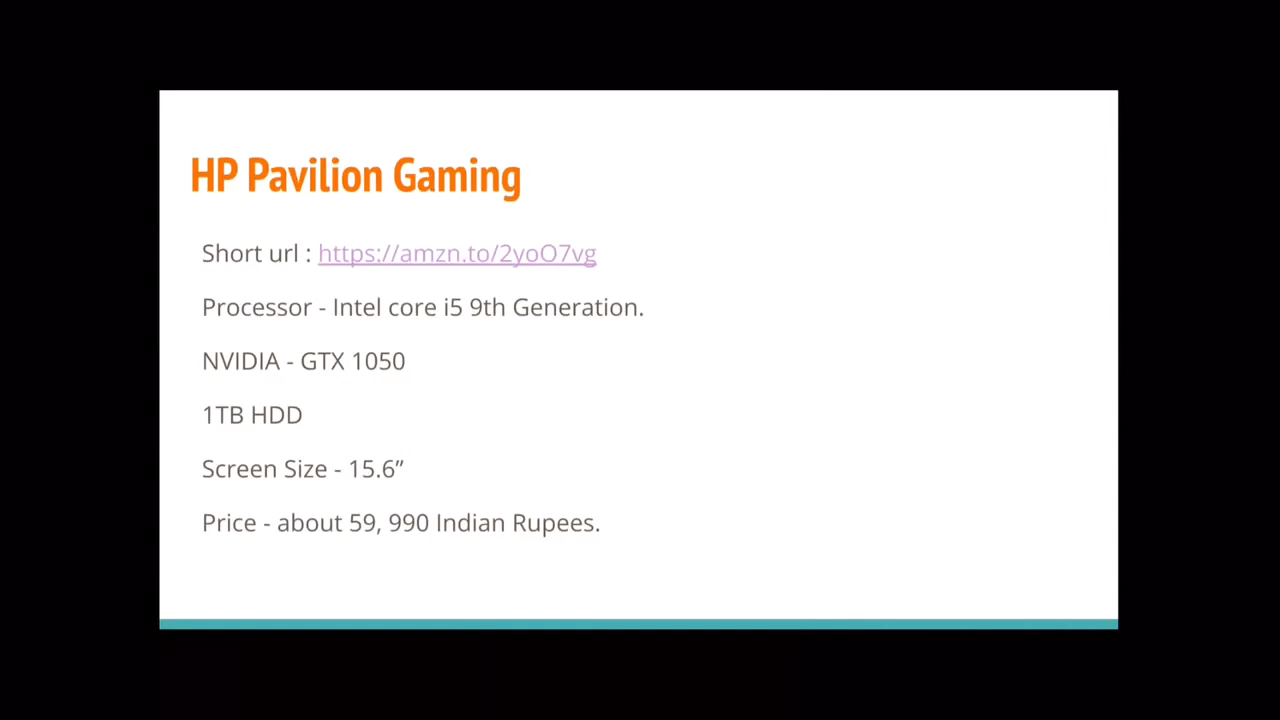 HP Pavilion Gaming
Short url : https://amzn.to/2yoO7vg
Processor - Intel core i5 9th Generation.
NVIDIA - GTX 1050
1TB HDD
Screen Size - 15.6”
Price - about 59, 990 Indian Rupees.